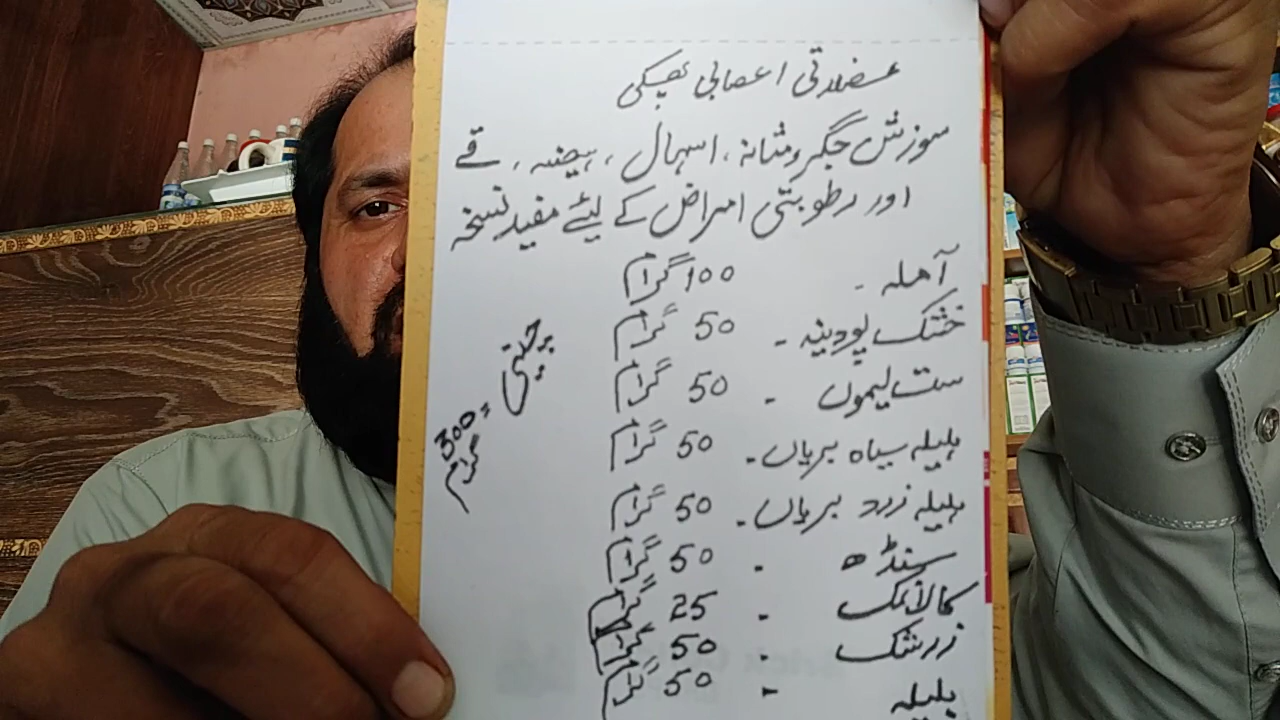 عضلاتی اعصابی پھیکی
سوزش جگر و مثانہ ، اسہال ، ہیضہ ، قے
اور رطوبتی امراض کے لیئے مفید نسخہ
آملہ - 100 گرام
خشک پودینہ - 50 گرام
ست لیموں - 50 گرام
ہلیلہ سیاہ بریاں - 50 گرام
ہلیلہ زرد بریاں - 50 گرام
سنڈھ - 50 گرام
کالا نمک - 25 گرام
زرشک - 50 گرام
بلیلہ - 50 گرام
چینی = 300
گرام